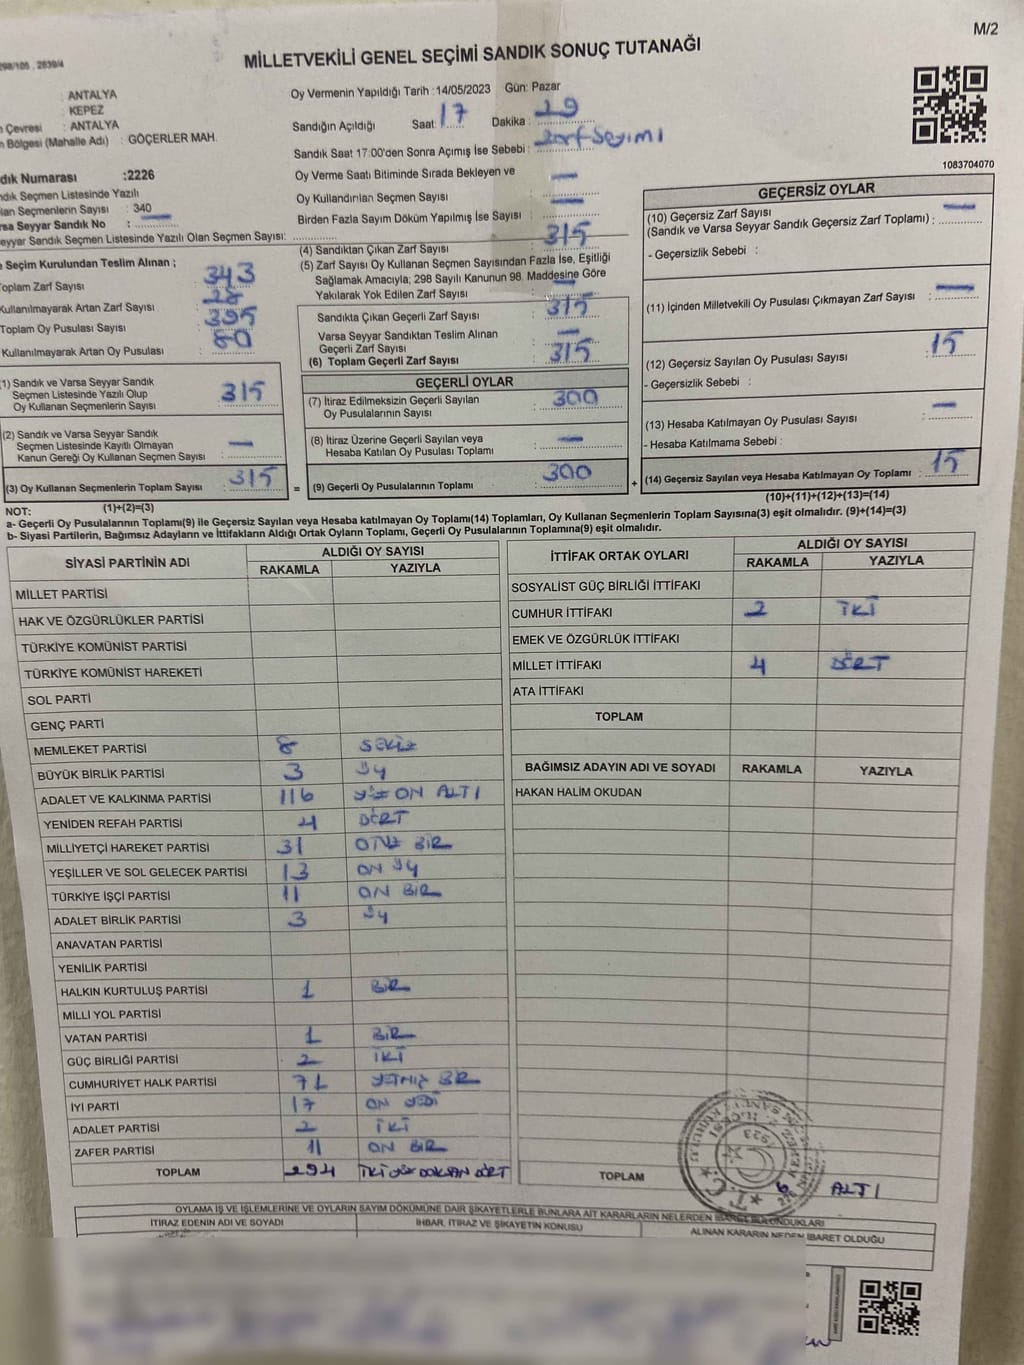 M/2
298/105 , 2839/4
MİLLETVEKİLİ GENEL SEÇİMİ SANDIK SONUÇ TUTANAĞI
: ANTALYA
: KEPEZ
Çevresi : ANTALYA
Bölgesi (Mahalle Adı) : GÖÇERLER MAH.
dık Numarası :2226
ndık Seçmen Listesinde Yazılı
lan Seçmenlerin Sayısı : 340
rsa Seyyar Sandık No : —
eyyar Sandık Seçmen Listesinde Yazılı Olan Seçmen Sayısı:
Oy Vermenin Yapıldığı Tarih :14/05/2023 Gün: Pazar
Sandığın Açıldığı Saat: 17 Dakika : 29
Sandık Saat 17:00'den Sonra Açımış İse Sebebi : zarf sayımı
Oy Verme Saati Bitiminde Sırada Bekleyen ve
Oy Kullandırılan Seçmen Sayısı : —
Birden Fazla Sayım Döküm Yapılmış İse Sayısı : —
1083704070
Seçim Kurulundan Teslim Alınan ;
Toplam Zarf Sayısı : 343
Kullanılmayarak Artan Zarf Sayısı : 28
Toplam Oy Pusulası Sayısı : 395
Kullanılmayarak Artan Oy Pusulası : 80
(1) Sandık ve Varsa Seyyar Sandık
Seçmen Listesinde Yazılı Olup
Oy Kullanan Seçmenlerin Sayısı : 315
(2) Sandık ve Varsa Seyyar Sandık
Seçmen Listesinde Kayıtlı Olmayan
Kanun Gereği Oy Kullanan Seçmen Sayısı : —
(3) Oy Kullanan Seçmenlerin Toplam Sayısı : 315
(1)+(2)=(3)
(4) Sandıktan Çıkan Zarf Sayısı : 315
(5) Zarf Sayısı Oy Kullanan Seçmen Sayısından Fazla İse, Eşitliği
Sağlamak Amacıyla; 298 Sayılı Kanunun 98. Maddesine Göre
Yakılarak Yok Edilen Zarf Sayısı : —
Sandıkta Çıkan Geçerli Zarf Sayısı : 315
Varsa Seyyar Sandıktan Teslim Alınan
Geçerli Zarf Sayısı : —
(6) Toplam Geçerli Zarf Sayısı : 315
GEÇERLİ OYLAR
(7) İtiraz Edilmeksizin Geçerli Sayılan
Oy Pusulalarının Sayısı : 300
(8) İtiraz Üzerine Geçerli Sayılan veya
Hesaba Katılan Oy Pusulası Toplamı : —
= (9) Geçerli Oy Pusulalarının Toplamı : 300
GEÇERSİZ OYLAR
(10) Geçersiz Zarf Sayısı
(Sandık ve Varsa Seyyar Sandık Geçersiz Zarf Toplamı) : —
- Geçersizlik Sebebi :
(11) İçinden Milletvekili Oy Pusulası Çıkmayan Zarf Sayısı : —
(12) Geçersiz Sayılan Oy Pusulası Sayısı : 15
- Geçersizlik Sebebi :
(13) Hesaba Katılmayan Oy Pusulası Sayısı : —
- Hesaba Katılmama Sebebi :
+ (14) Geçersiz Sayılan veya Hesaba Katılmayan Oy Toplamı : 15
(10)+(11)+(12)+(13)=(14)
NOT:
a- Geçerli Oy Pusulalarının Toplamı(9) ile Geçersiz Sayılan veya Hesaba katılmayan Oy Toplamı(14) Toplamları, Oy Kullanan Seçmenlerin Toplam Sayısına(3) eşit olmalıdır. (9)+(14)=(3)
b- Siyasi Partilerin, Bağımsız Adayların ve İttifakların Aldığı Ortak Oyların Toplamı, Geçerli Oy Pusulalarının Toplamına(9) eşit olmalıdır.
SİYASİ PARTİNİN ADI ALDIĞI OY SAYISI
RAKAMLA YAZIYLA
MİLLET PARTİSİ
HAK VE ÖZGÜRLÜKLER PARTİSİ
TÜRKİYE KOMÜNİST PARTİSİ
TÜRKİYE KOMÜNİST HAREKETİ
SOL PARTİ
GENÇ PARTİ
MEMLEKET PARTİSİ 8 SEKİZ
BÜYÜK BİRLİK PARTİSİ 3 üç
ADALET VE KALKINMA PARTİSİ 116 yüz ON ALTI
YENİDEN REFAH PARTİSİ 4 DÖRT
MİLLİYETÇİ HAREKET PARTİSİ 31 OTUZ BİR
YEŞİLLER VE SOL GELECEK PARTİSİ 13 ON üç
TÜRKİYE İŞÇİ PARTİSİ 11 ON BİR
ADALET BİRLİK PARTİSİ 3 üç
ANAVATAN PARTİSİ
YENİLİK PARTİSİ
HALKIN KURTULUŞ PARTİSİ 1 BİR
MİLLİ YOL PARTİSİ
VATAN PARTİSİ 1 BİR
GÜÇ BİRLİĞİ PARTİSİ 2 İKİ
CUMHURİYET HALK PARTİSİ 71 YETMİŞ BİR
İYİ PARTİ 17 ON YEDİ
ADALET PARTİSİ 2 İKİ
ZAFER PARTİSİ 11 ON BİR
TOPLAM 294 İKİ yüz DOKSAN DÖRT
İTTİFAK ORTAK OYLARI ALDIĞI OY SAYISI
RAKAMLA YAZIYLA
SOSYALİST GÜÇ BİRLİĞİ İTTİFAKI
CUMHUR İTTİFAKI 2 İKİ
EMEK VE ÖZGÜRLÜK İTTİFAKI
MİLLET İTTİFAKI 4 DÖRT
ATA İTTİFAKI
TOPLAM
BAĞIMSIZ ADAYIN ADI VE SOYADI RAKAMLA YAZIYLA
HAKAN HALİM OKUDAN
TOPLAM 6 ALTI
T.C.
1923
OYLAMA İŞ VE İŞLEMLERİNE VE OYLARIN SAYIM DÖKÜMÜNE DAİR ŞİKAYETLERLE BUNLARA AİT KARARLARIN NELERDEN İBARET BULUNDUKLARI
İTİRAZ EDENİN ADI VE SOYADI İHBAR, İTİRAZ VE ŞİKAYETİN KONUSU ALINAN KARARIN NEDEN İBARET OLDUĞU